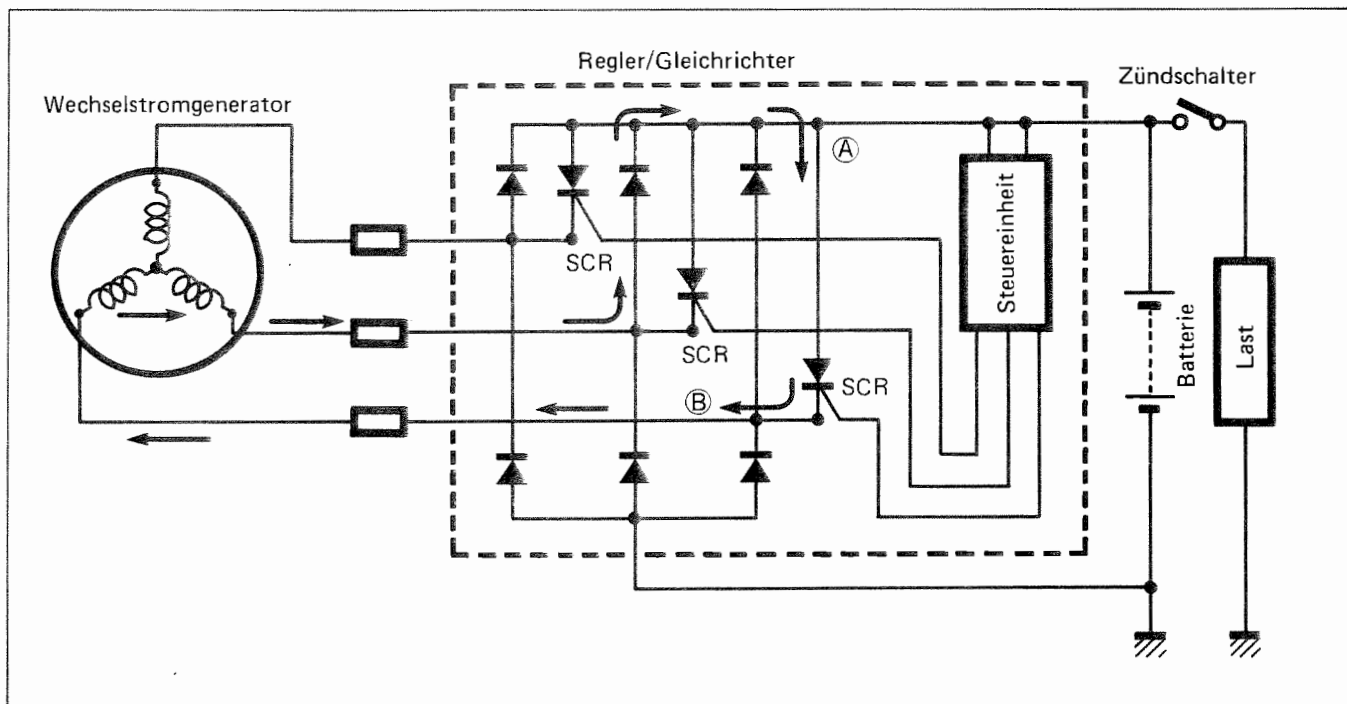 Regler/Gleichrichter
Zündschalter
Wechselstromgenerator
Ⓐ
Steuereinheit
SCR
SCR
SCR
Ⓑ
Batterie
Last